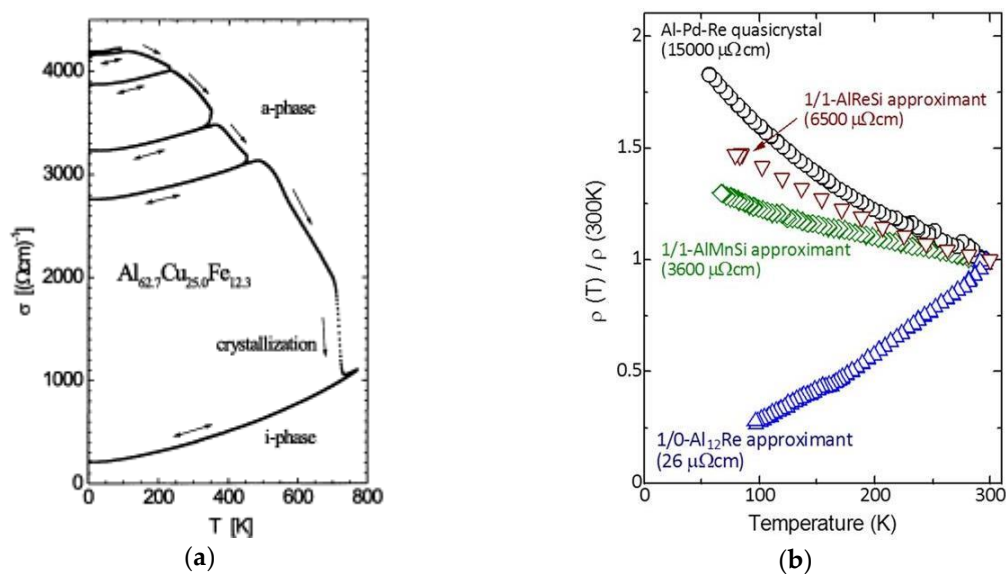 4000
3000
2000
1000
0
σ [(Ωcm)⁻¹]
a-phase
Al₆₂.₇Cu₂₅.₀Fe₁₂.₃
crystallization
i-phase
0 200 400 600 800
T [K]
(a)
2
1.5
1
0.5
0
ρ (T) / ρ (300K)
Al-Pd-Re quasicrystal
(15000 μΩcm)
1/1-AlReSi approximant
(6500 μΩcm)
1/1-AlMnSi approximant
(3600 μΩcm)
1/0-Al₁₂Re approximant
(26 μΩcm)
0 100 200 300
Temperature (K)
(b)